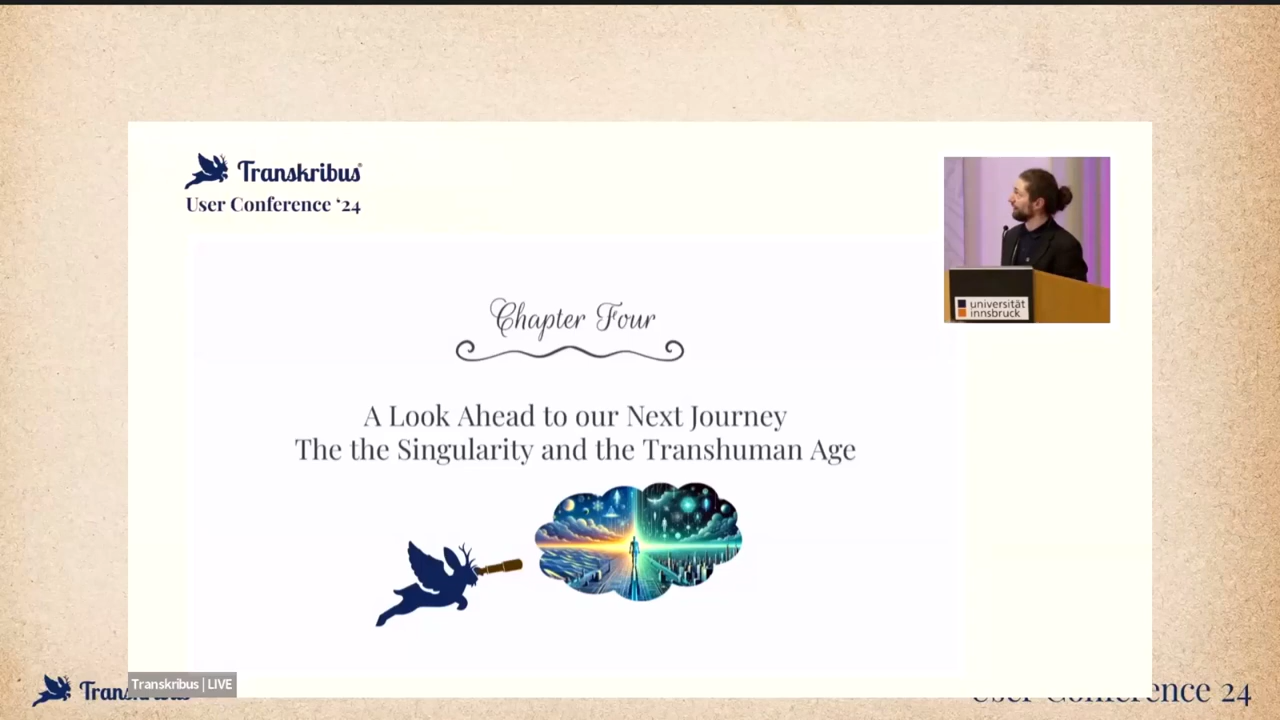 Transkribus
User Conference ‘24
universität
innsbruck
Chapter Four
A Look Ahead to our Next Journey
The the Singularity and the Transhuman Age
Transkribus | LIVE
User Conference 24